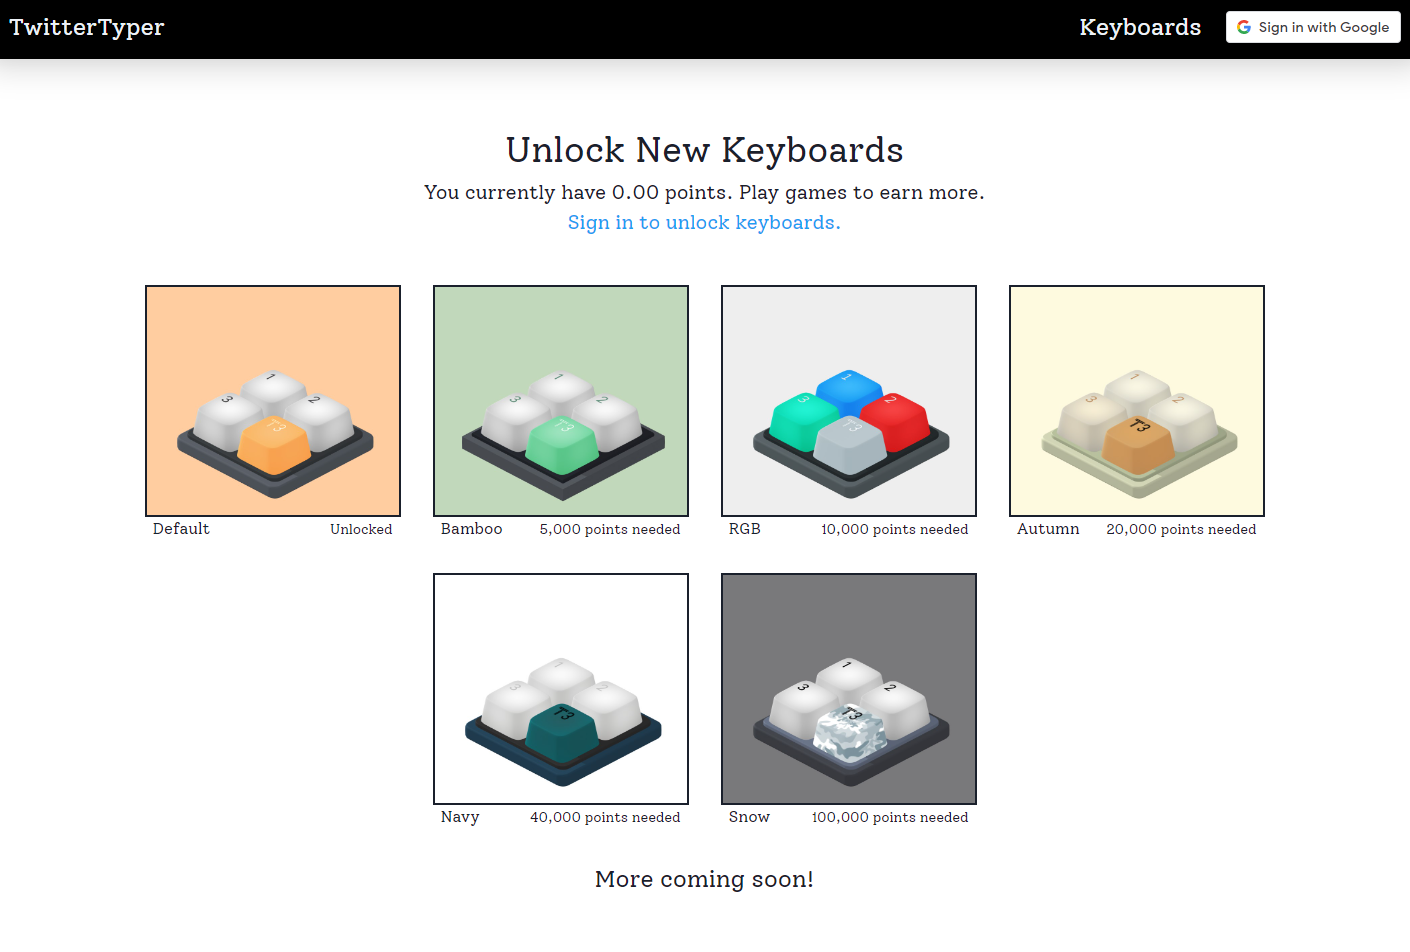 TwitterTyper
Keyboards
Sign in with Google
Unlock New Keyboards
You currently have 0.00 points. Play games to earn more.
Sign in to unlock keyboards.
1
3
2
T3
1
3
2
T3
1
3
2
T3
1
3
2
T3
Default Unlocked
Bamboo 5,000 points needed
RGB 10,000 points needed
Autumn 20,000 points needed
1
3
2
T3
1
3
2
T3
Navy 40,000 points needed
Snow 100,000 points needed
More coming soon!